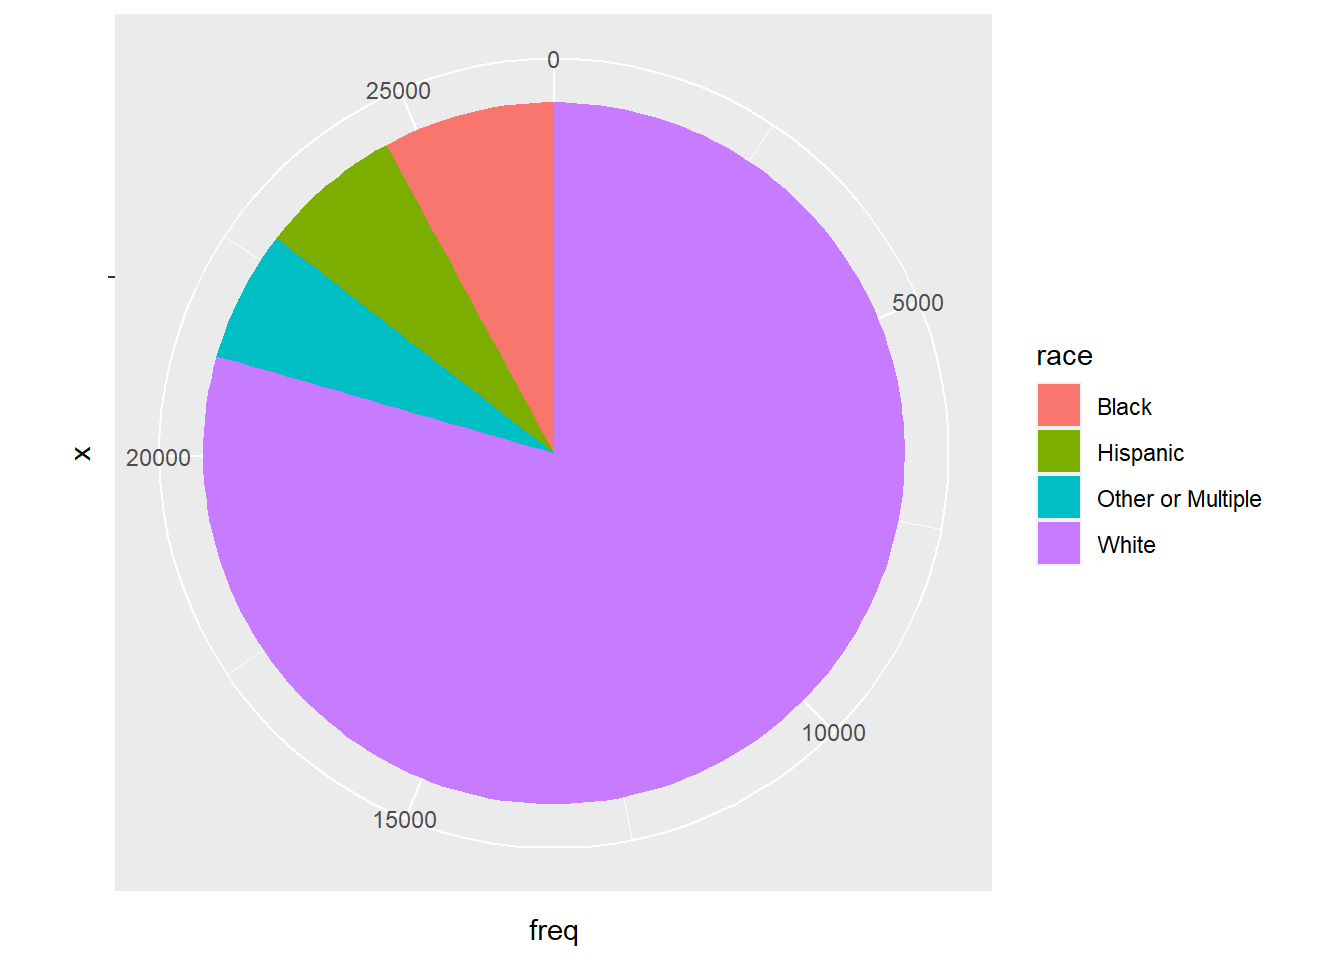 0
25000
5000
x
20000
10000
15000
freq
race
Black
Hispanic
Other or Multiple
White